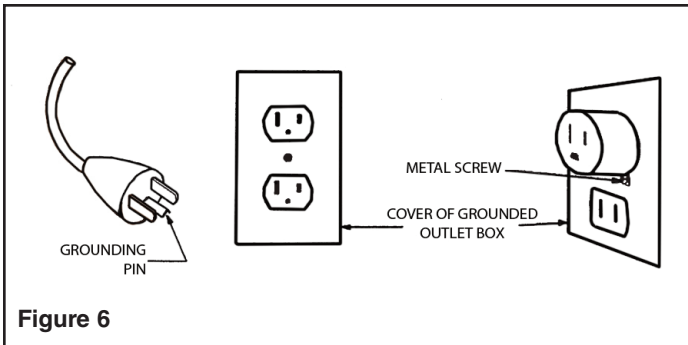 METAL SCREW
COVER OF GROUNDED
OUTLET BOX
GROUNDING
PIN
Figure 6